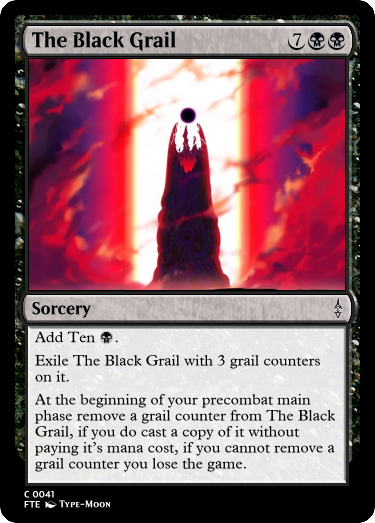 The Black Grail 7
Sorcery
Add Ten .
Exile The Black Grail with 3 grail counters
on it.
At the beginning of your precombat main
phase remove a grail counter from The Black
Grail, if you do cast a copy of it without
paying it's mana cost, if you cannot remove a
grail counter you lose the game.
C 0041
FTE Type-Moon